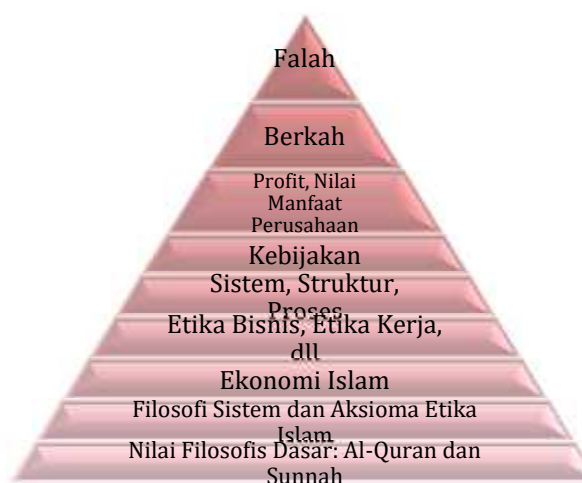 Falah
Berkah
Profit, Nilai
Manfaat
Perusahaan
Kebijakan
Sistem, Struktur,
Proses
Etika Bisnis, Etika Kerja,
dll
Ekonomi Islam
Filosofi Sistem dan Aksioma Etika
Islam
Nilai Filosofis Dasar: Al-Quran dan
Sunnah